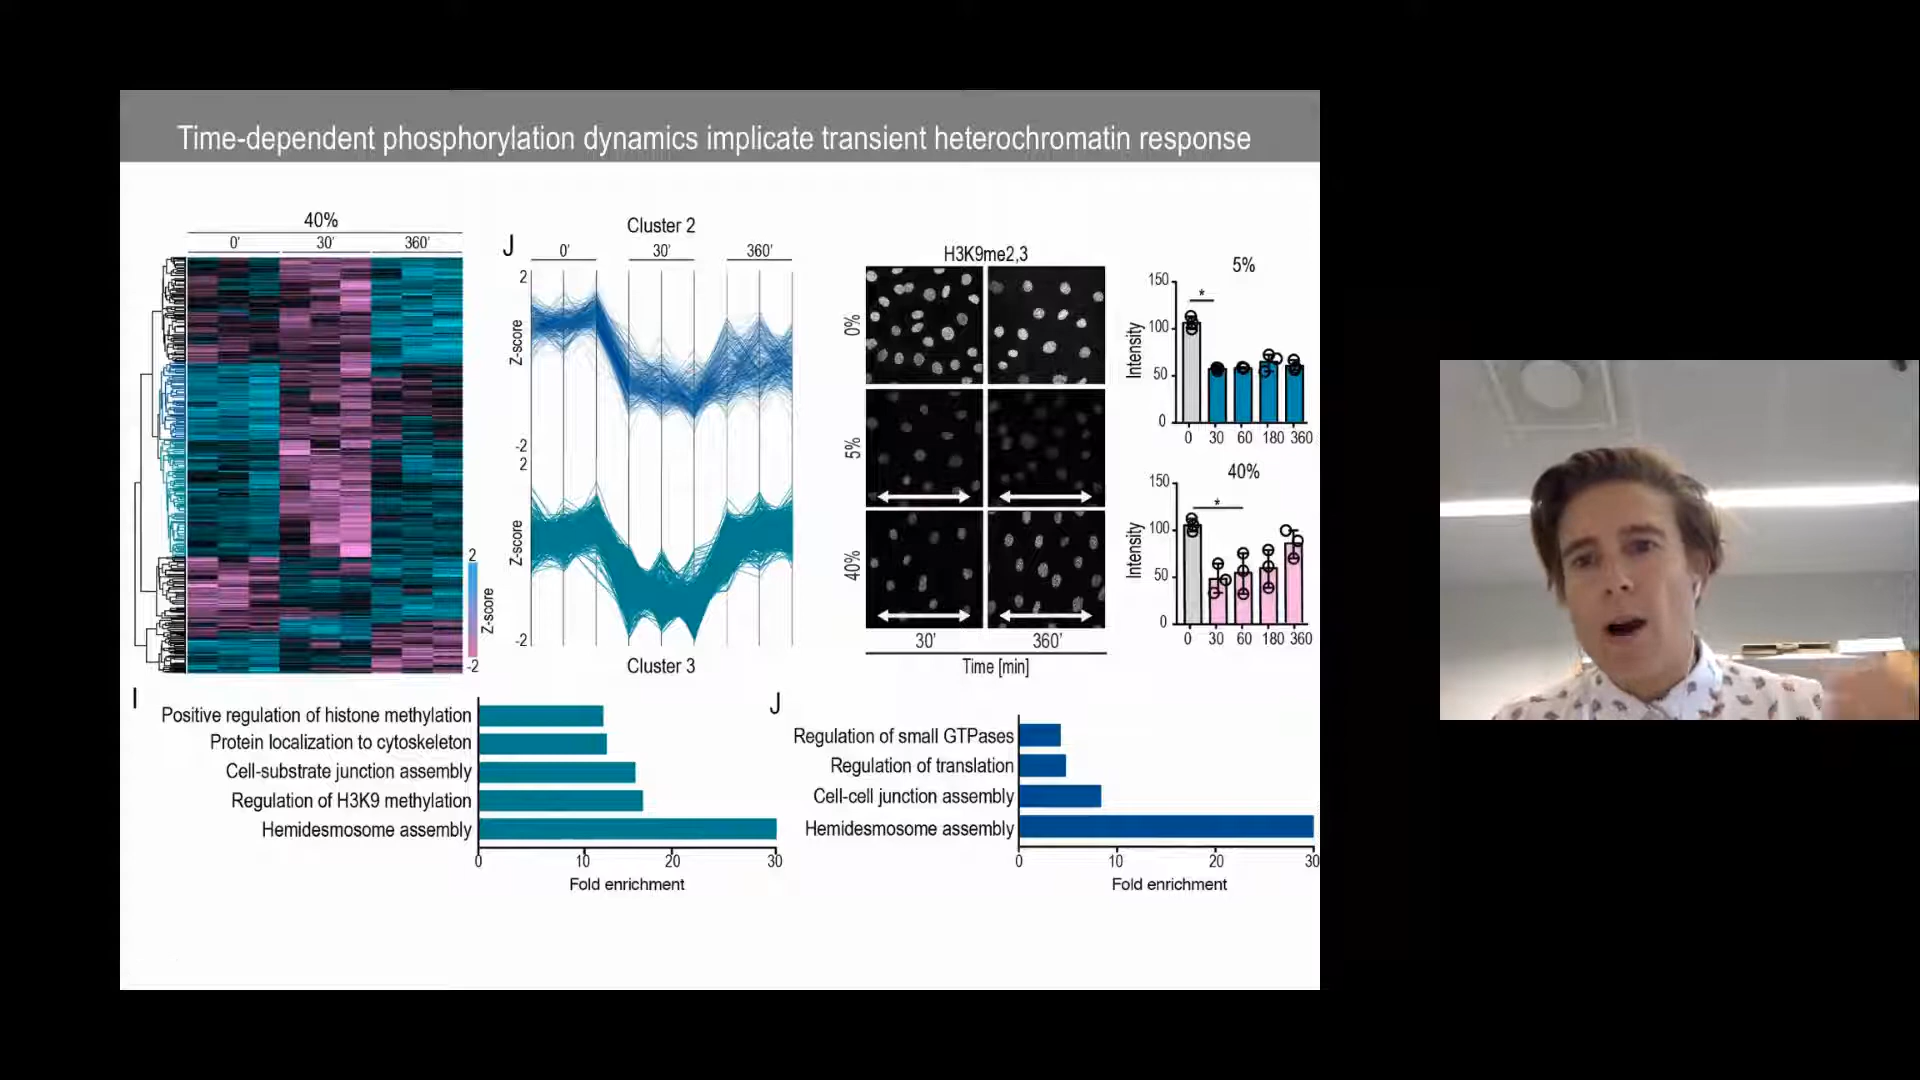 Time-dependent phosphorylation dynamics implicate transient heterochromatin response
40%
0' 30' 360'
2
Z-score
-2
J
Cluster 2
0' 30' 360'
2
Z-score
-2
2
Z-score
-2
Cluster 3
H3K9me2,3
0%
5%
40%
30' 360'
Time [min]
5%
150
100
50
0
Intensity
*
0 30 60 180 360
40%
150
100
50
0
Intensity
*
0 30 60 180 360
I
Positive regulation of histone methylation
Protein localization to cytoskeleton
Cell-substrate junction assembly
Regulation of H3K9 methylation
Hemidesmosome assembly
0 10 20 30
Fold enrichment
J
Regulation of small GTPases
Regulation of translation
Cell-cell junction assembly
Hemidesmosome assembly
0 10 20 30
Fold enrichment